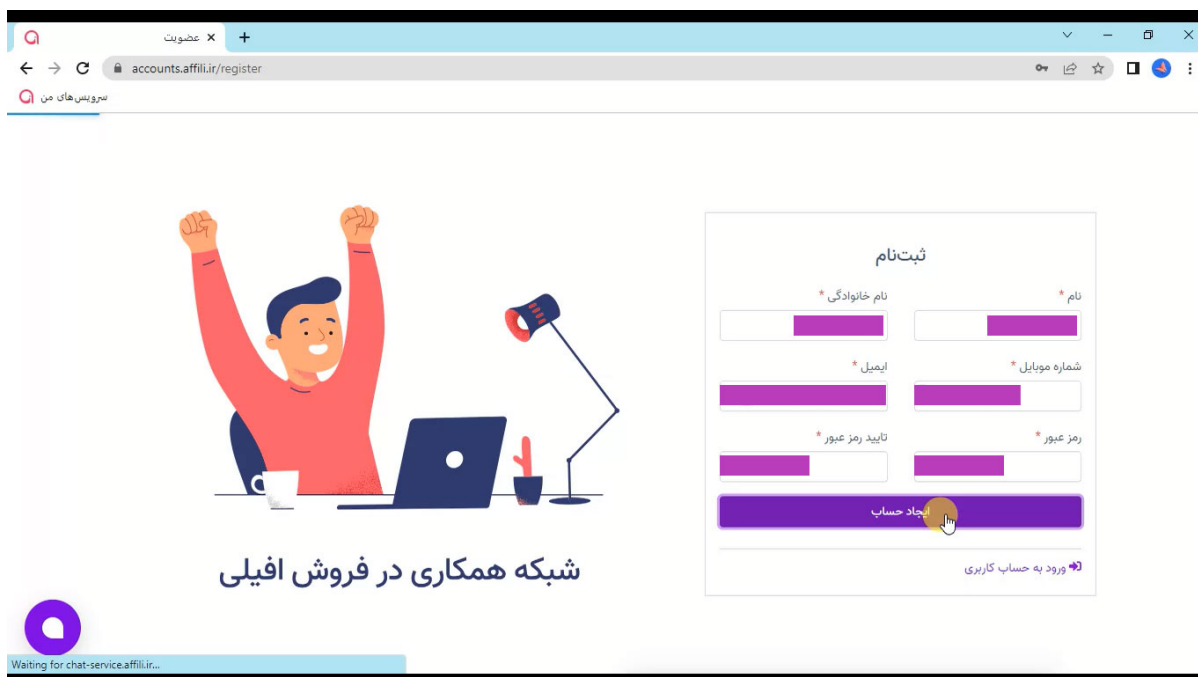 عضویت
accounts.affili.ir/register
سرویس‌های من
ثبت‌نام
نام *
نام خانوادگی *
شماره موبایل *
ایمیل *
رمز عبور *
تایید رمز عبور *
ایجاد حساب
ورود به حساب کاربری
شبکه همکاری در فروش افیلی
Waiting for chat-service.affili.ir...